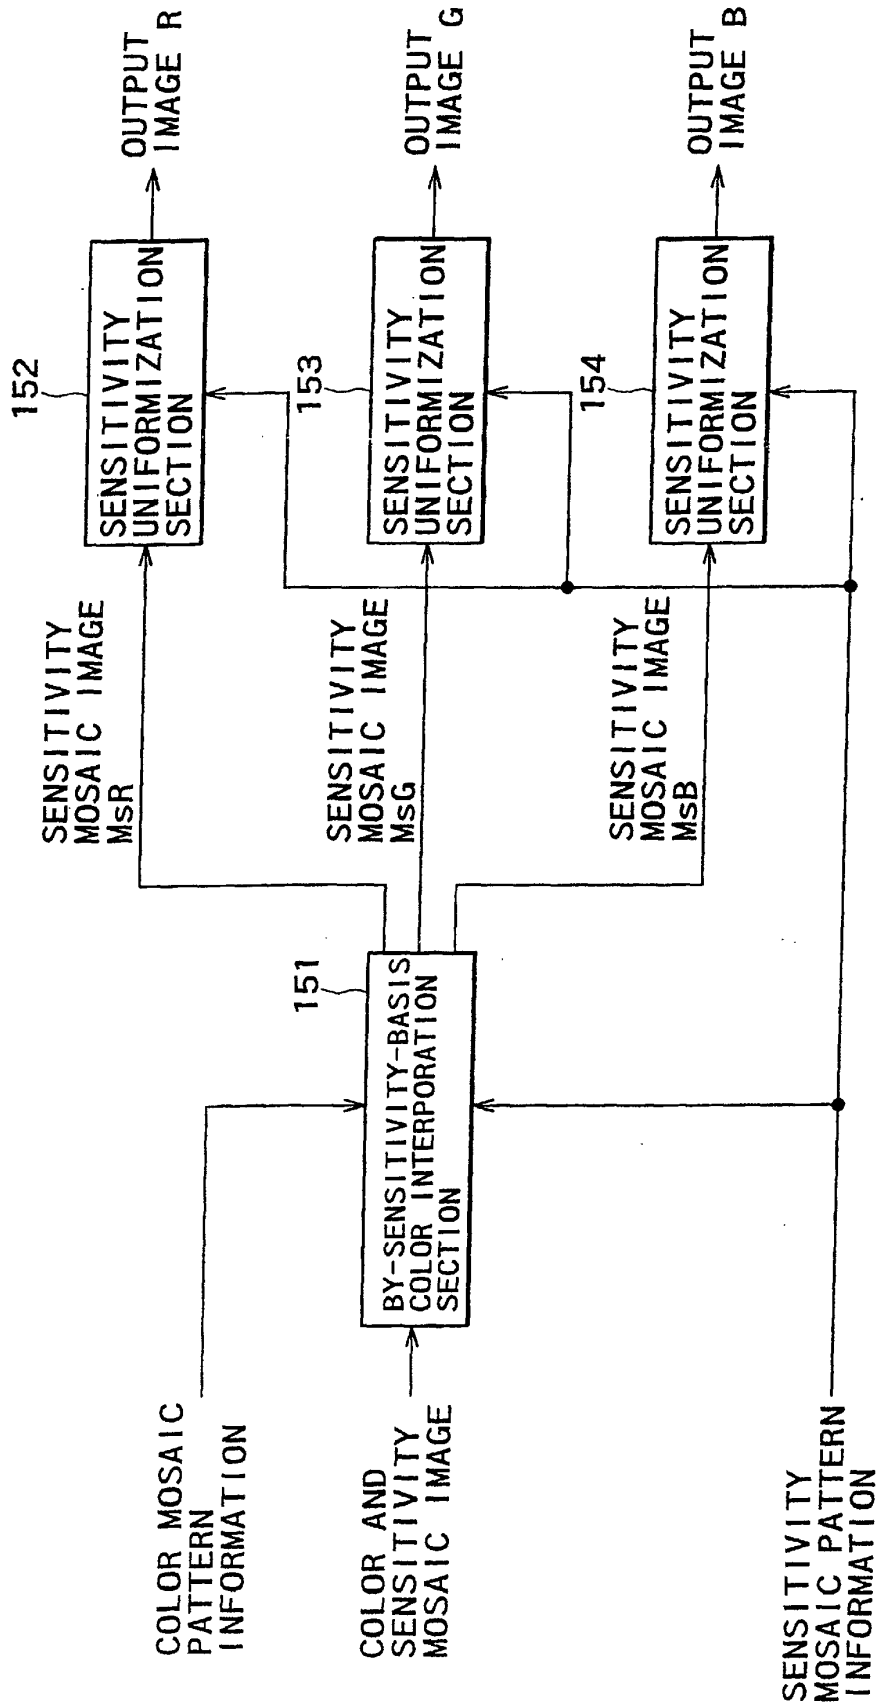 COLOR MOSAIC
PATTERN
INFORMATION
COLOR AND
SENSITIVITY
MOSAIC IMAGE
SENSITIVITY
MOSAIC PATTERN
INFORMATION
151
BY-SENSITIVITY-BASIS
COLOR INTERPORATION
SECTION
SENSITIVITY
MOSAIC IMAGE
MsR
SENSITIVITY
MOSAIC IMAGE
MsG
SENSITIVITY
MOSAIC IMAGE
MsB
152
SENSITIVITY
UNIFORMIZATION
SECTION
153
SENSITIVITY
UNIFORMIZATION
SECTION
154
SENSITIVITY
UNIFORMIZATION
SECTION
OUTPUT
IMAGE R
OUTPUT
IMAGE G
OUTPUT
IMAGE B